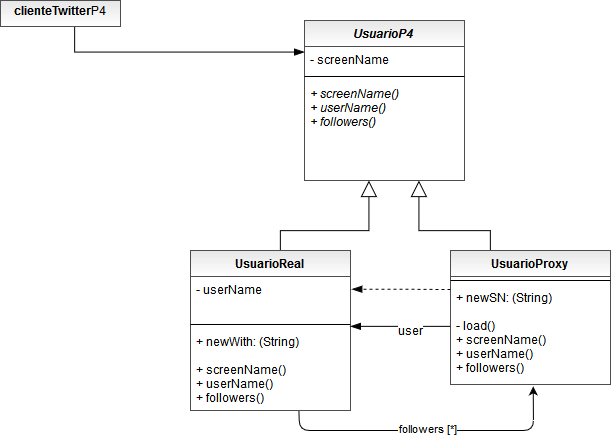 clienteTwitterP4
UsuarioP4
- screenName
+ screenName()
+ userName()
+ followers()
UsuarioReal
- userName
+ newWith: (String)
+ screenName()
+ userName()
+ followers()
UsuarioProxy
+ newSN: (String)
- load()
+ screenName()
+ userName()
+ followers()
user
followers [*]